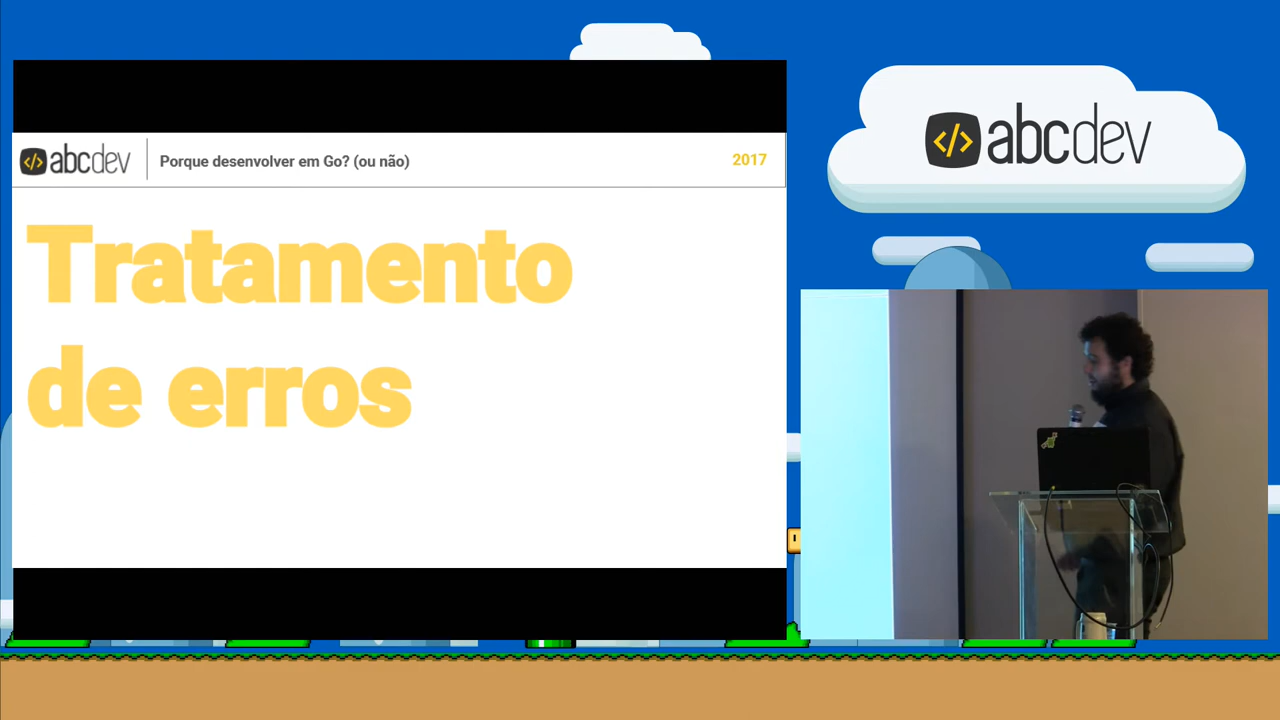 </> abcdev
Porque desenvolver em Go? (ou não)
2017
Tratamento
de erros
</> abcdev